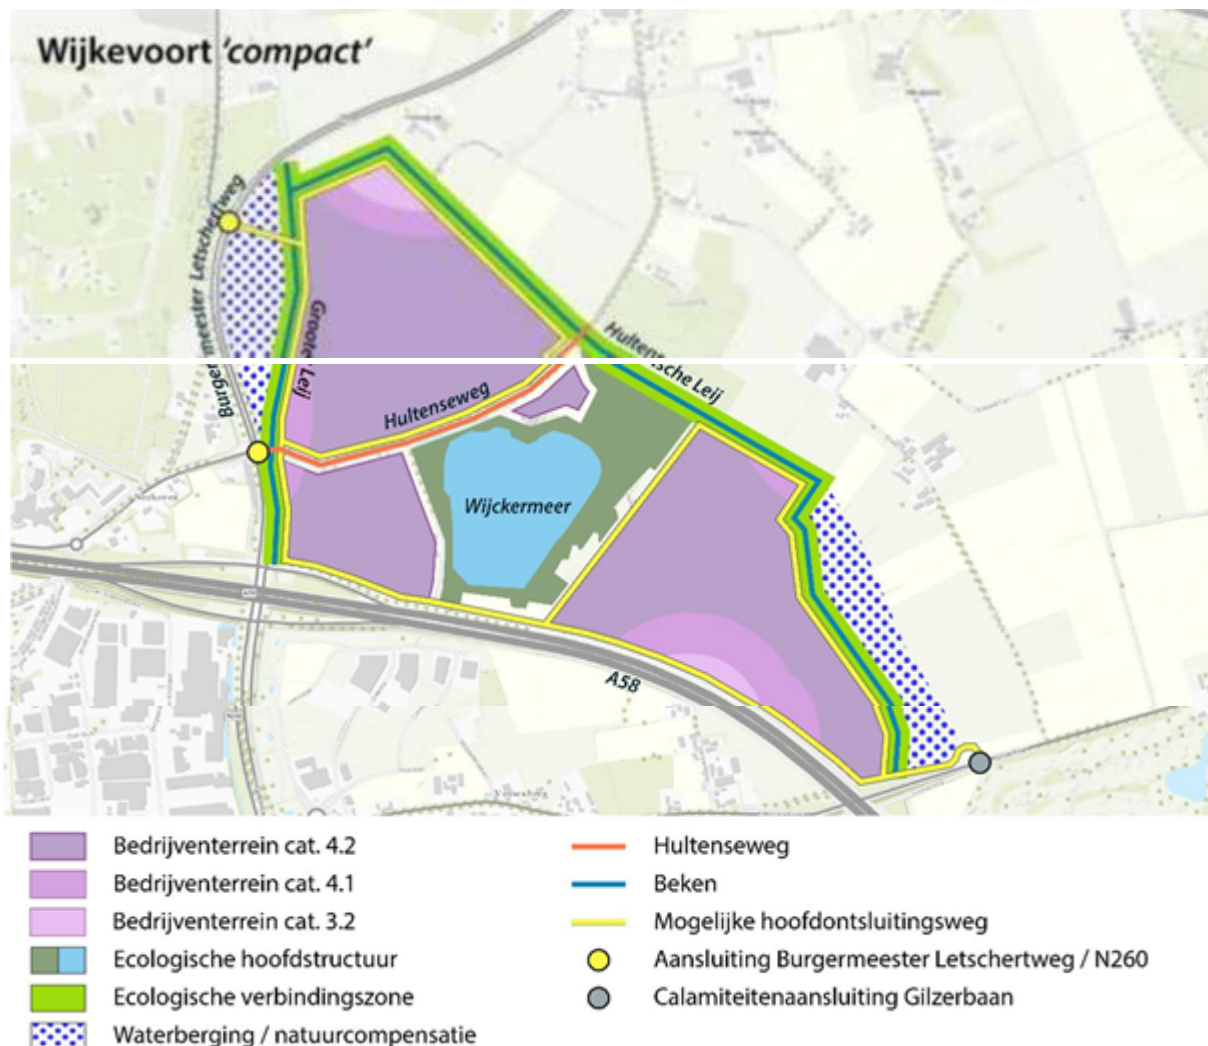 Wijkevoort 'compact'
Burgemeester Letschertweg
Groote Leij
Hultensche Leij
Hultenseweg
Wijckermeer
A58
Bedrijventerrein cat. 4.2
Bedrijventerrein cat. 4.1
Bedrijventerrein cat. 3.2
Ecologische hoofdstructuur
Ecologische verbindingszone
Waterberging / natuurcompensatie
Hultenseweg
Beken
Mogelijke hoofdontsluitingsweg
Aansluiting Burgermeester Letschertweg / N260
Calamiteitenaansluiting Gilzerbaan